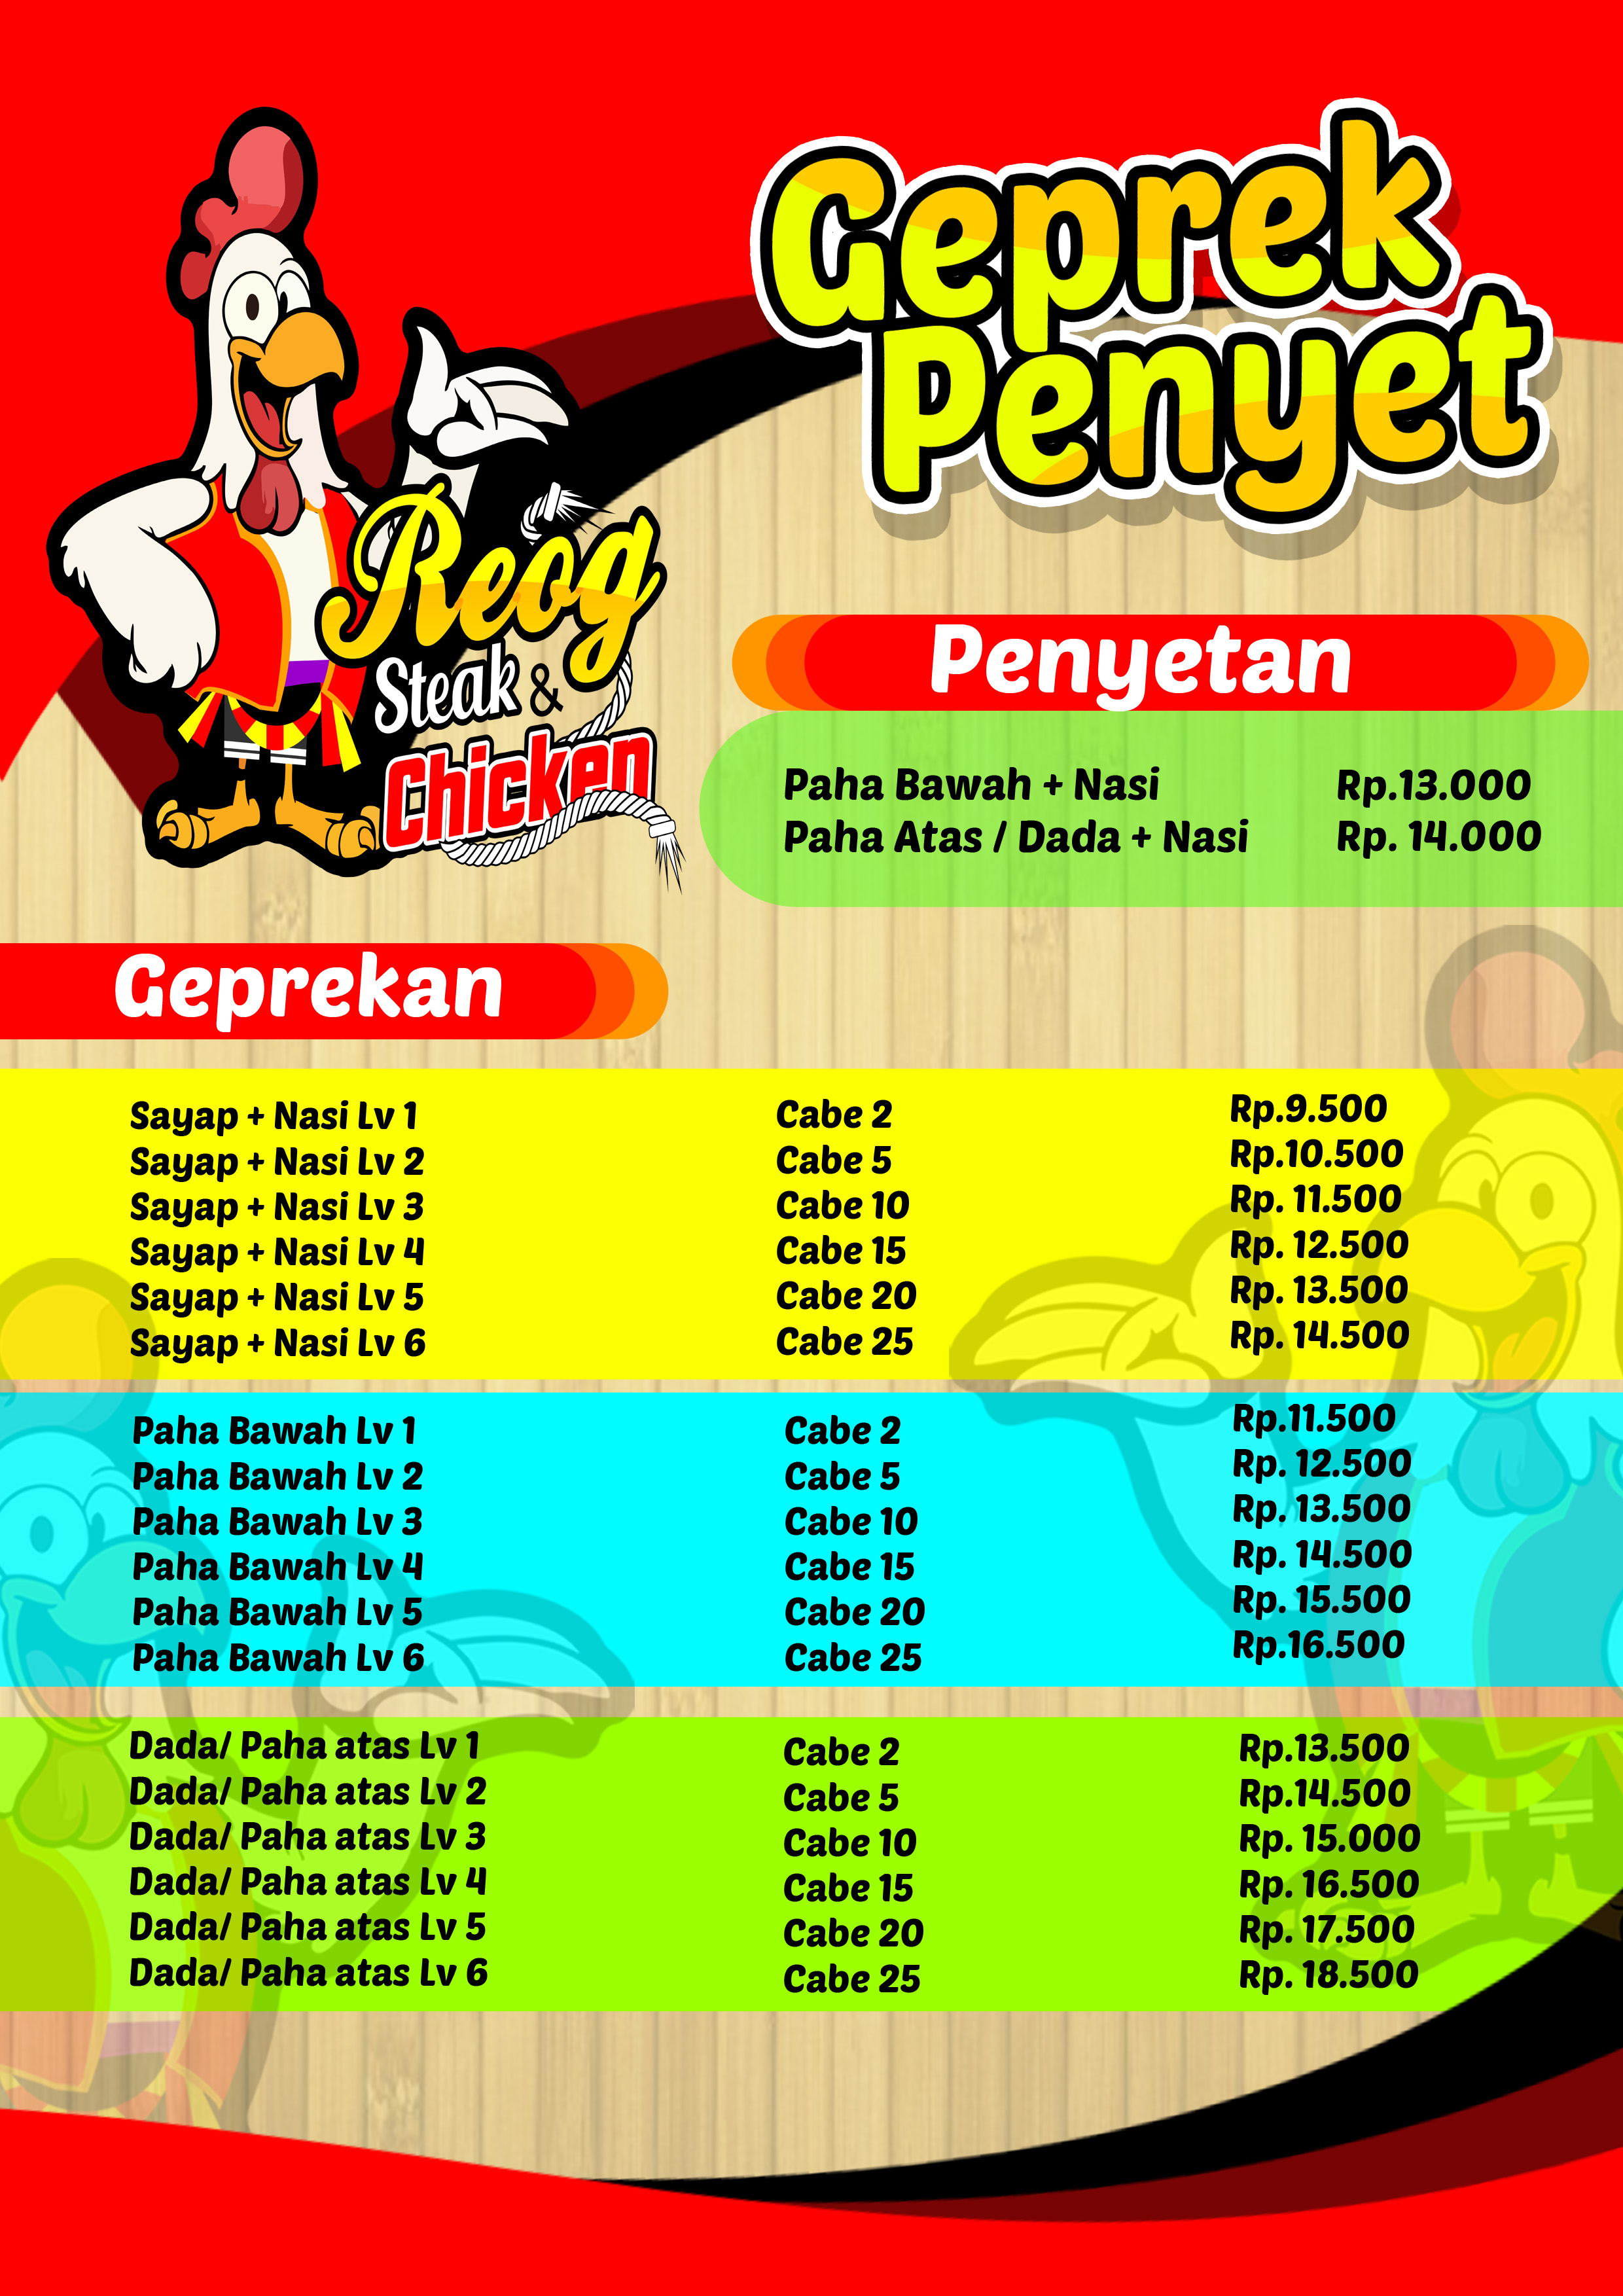 Geprek
Penyet
Reog
Steak &
Chicken
Penyetan
Paha Bawah + Nasi Rp.13.000
Paha Atas / Dada + Nasi Rp. 14.000
Geprekan
Sayap + Nasi Lv 1 Cabe 2 Rp.9.500
Sayap + Nasi Lv 2 Cabe 5 Rp.10.500
Sayap + Nasi Lv 3 Cabe 10 Rp. 11.500
Sayap + Nasi Lv 4 Cabe 15 Rp. 12.500
Sayap + Nasi Lv 5 Cabe 20 Rp. 13.500
Sayap + Nasi Lv 6 Cabe 25 Rp. 14.500
Paha Bawah Lv 1 Cabe 2 Rp.11.500
Paha Bawah Lv 2 Cabe 5 Rp. 12.500
Paha Bawah Lv 3 Cabe 10 Rp. 13.500
Paha Bawah Lv 4 Cabe 15 Rp. 14.500
Paha Bawah Lv 5 Cabe 20 Rp. 15.500
Paha Bawah Lv 6 Cabe 25 Rp.16.500
Dada/ Paha atas Lv 1 Cabe 2 Rp.13.500
Dada/ Paha atas Lv 2 Cabe 5 Rp.14.500
Dada/ Paha atas Lv 3 Cabe 10 Rp. 15.000
Dada/ Paha atas Lv 4 Cabe 15 Rp. 16.500
Dada/ Paha atas Lv 5 Cabe 20 Rp. 17.500
Dada/ Paha atas Lv 6 Cabe 25 Rp. 18.500